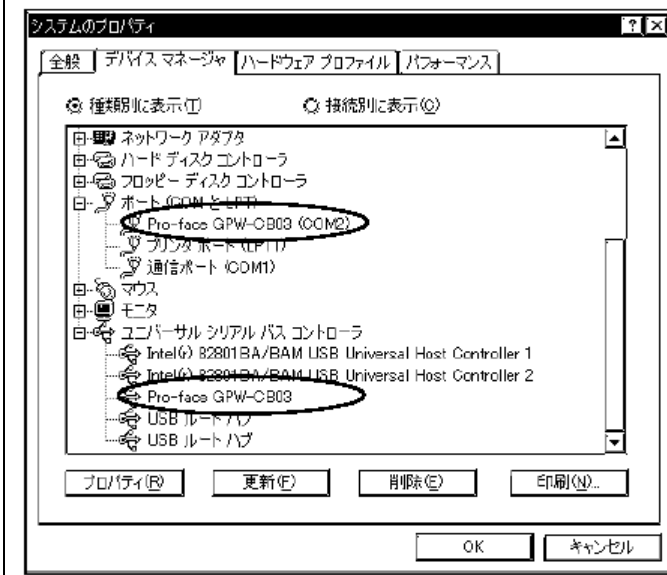 システムのプロパティ
全般 デバイス マネージャ ハードウェア プロファイル パフォーマンス
種類別に表示(T) 接続別に表示(O)
ネットワーク アダプタ
ハード ディスク コントローラ
フロッピー ディスク コントローラ
ポート (COM と LPT)
Pro-face GPW-CB03 (COM2)
プリンタ ポート (LPT1)
通信ポート (COM1)
マウス
モニタ
ユニバーサル シリアル バス コントローラ
Intel(r) 82801BA/BAM USB Universal Host Controller 1
Intel(r) 82801BA/BAM USB Universal Host Controller 2
Pro-face GPW-CB03
USB ルート ハブ
USB ルート ハブ
プロパティ(R) 更新(F) 削除(E) 印刷(N)...
OK キャンセル